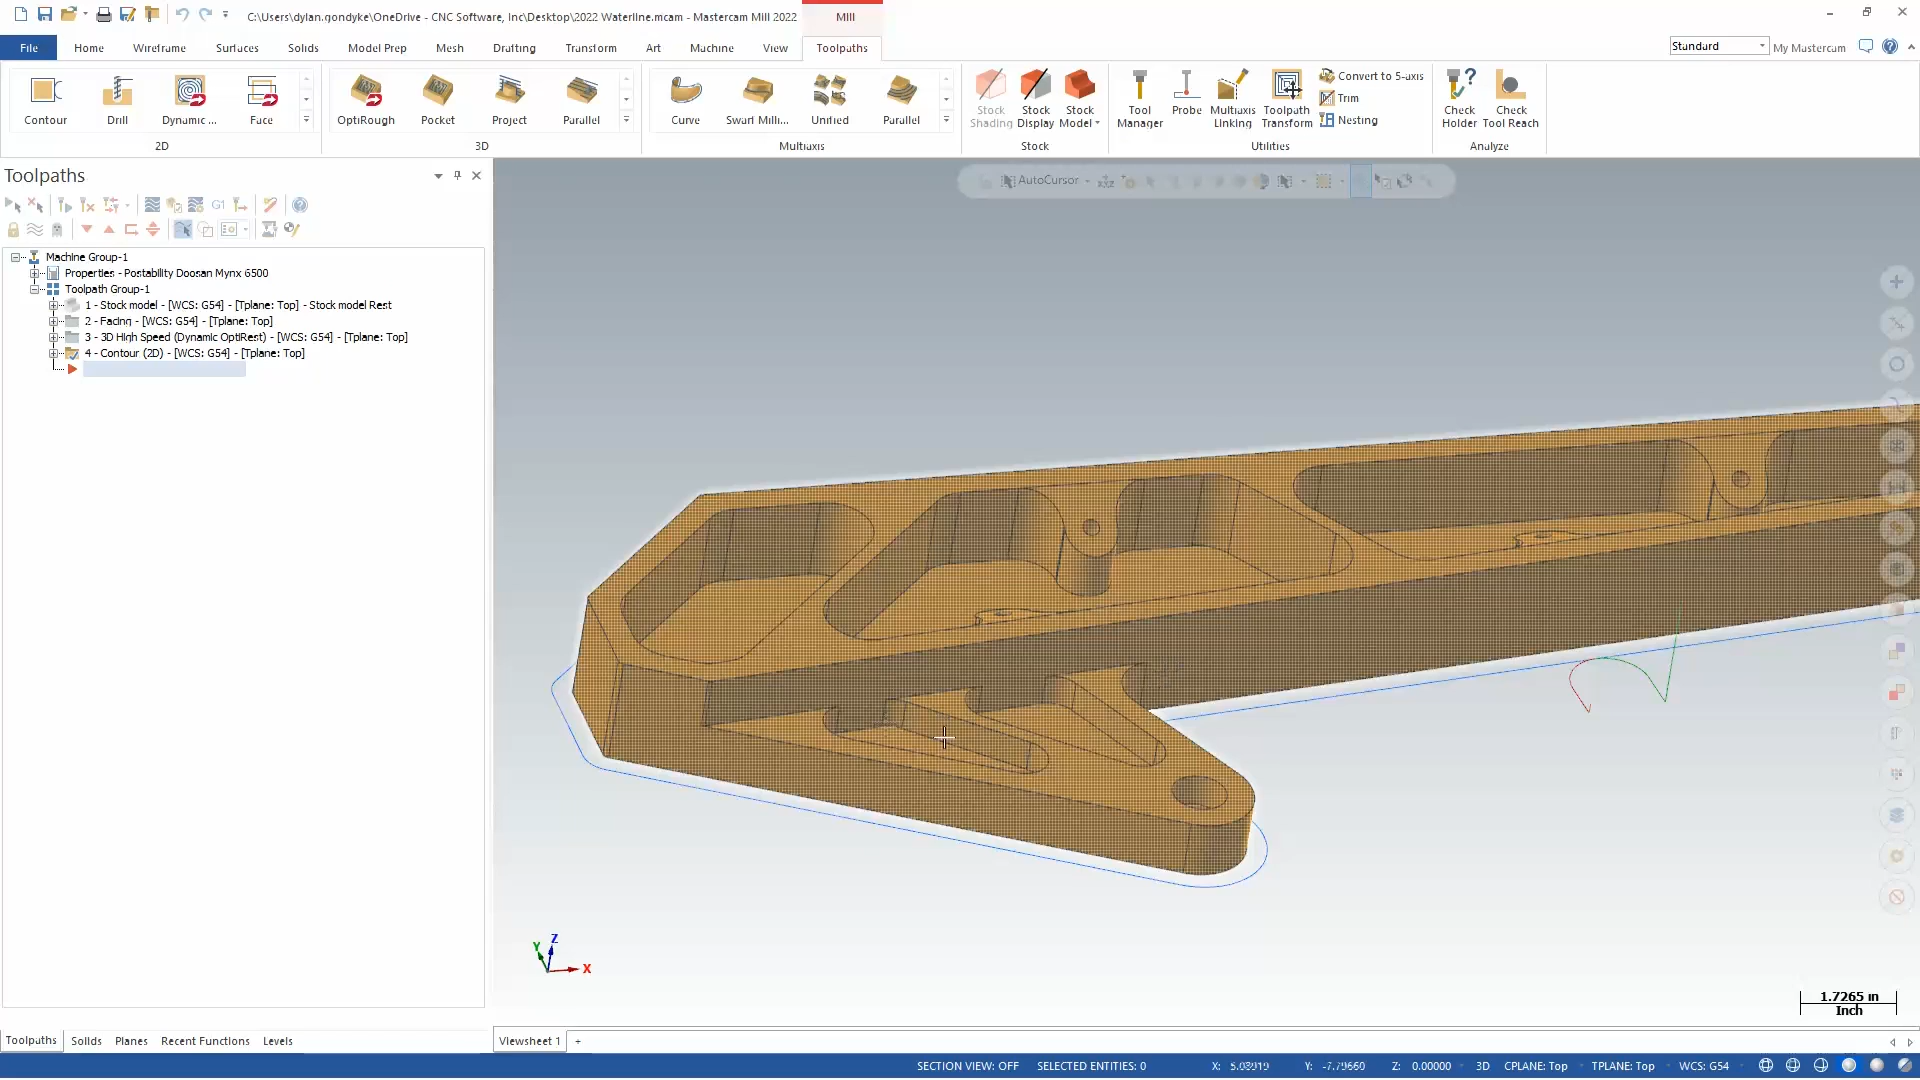 C:\Users\dylan.gondyke\OneDrive - CNC Software, Inc\Desktop\2022 Waterline.mcam - Mastercam Mill 2022
Mill
File Home Wireframe Surfaces Solids Model Prep Mesh Drafting Transform Art Machine View Toolpaths
Standard My Mastercam
Contour Drill Dynamic ... Face
OptiRough Pocket Project Parallel
Curve Swarf Milli... Unified Parallel
Stock Shading Stock Display Stock Model
Tool Manager Probe Multiaxis Linking Toolpath Transform
Convert to 5-axis
Trim
Nesting
Check Holder Check Tool Reach
2D 3D Multiaxis Stock Utilities Analyze
Toolpaths
AutoCursor
G1
Machine Group-1
Properties - Postability Doosan Mynx 6500
Toolpath Group-1
1 - Stock model - [WCS: G54] - [Tplane: Top] - Stock model Rest
2 - Facing - [WCS: G54] - [Tplane: Top]
3 - 3D High Speed (Dynamic OptiRest) - [WCS: G54] - [Tplane: Top]
4 - Contour (2D) - [WCS: G54] - [Tplane: Top]
Z
Y
X
1.7265 in
Inch
Toolpaths Solids Planes Recent Functions Levels
Viewsheet 1 +
SECTION VIEW: OFF SELECTED ENTITIES: 0 X: Y: Z: 0.00000 3D CPLANE: Top TPLANE: Top WCS: G54